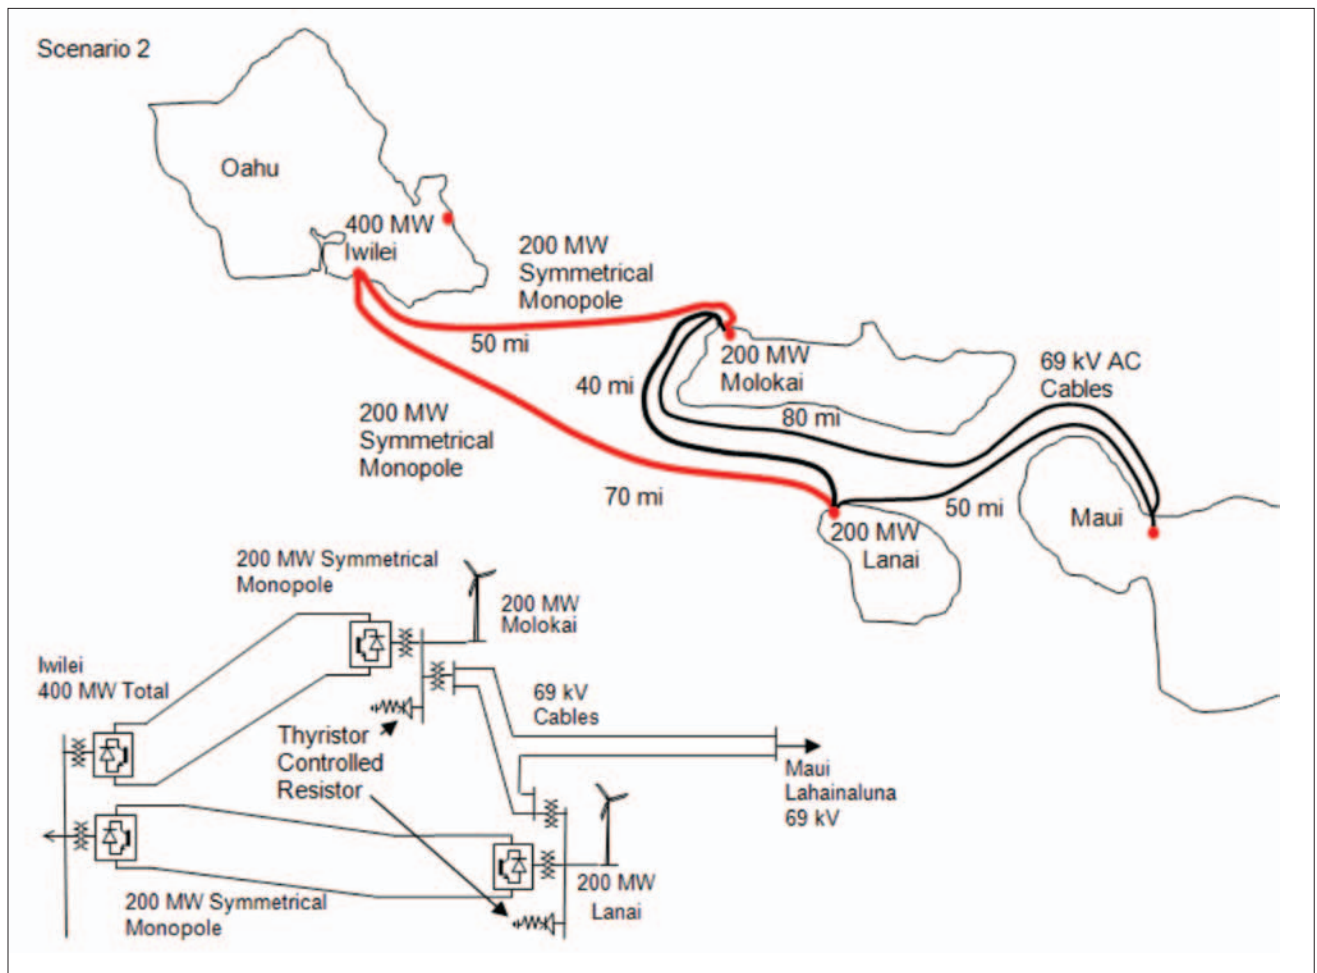 Scenario 2
Oahu
400 MW
Iwilei
200 MW
Symmetrical
Monopole
50 mi
200 MW
Molokai
69 kV AC
Cables
40 mi
80 mi
200 MW
Symmetrical
Monopole
70 mi
50 mi
Maui
200 MW
Lanai
200 MW Symmetrical
Monopole
200 MW
Molokai
Iwilei
400 MW Total
69 kV
Cables
Thyristor
Controlled
Resistor
Maui
Lahainaluna
69 kV
200 MW
Lanai
200 MW Symmetrical
Monopole